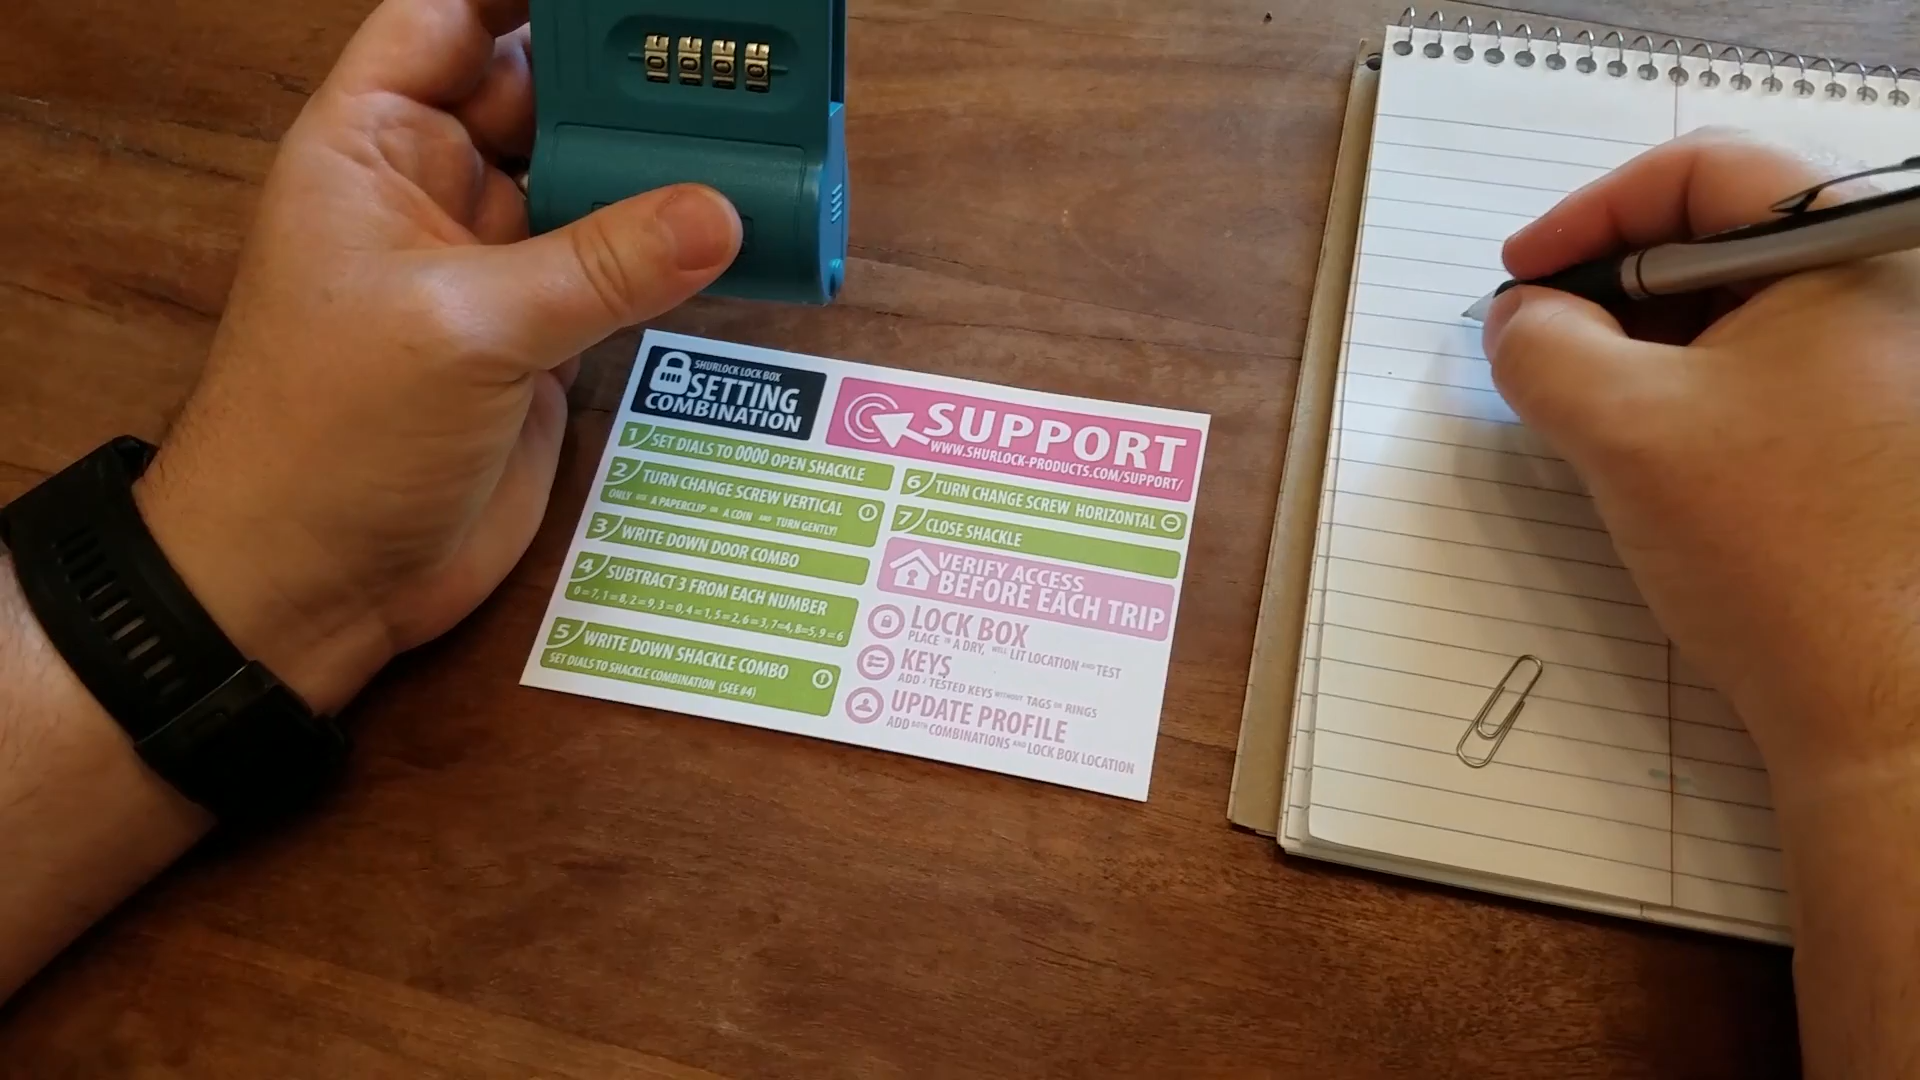 0 0 0 0
SHURLOCK LOCK BOX
SETTING
COMBINATION
1 SET DIALS TO 0000 OPEN SHACKLE
2 TURN CHANGE SCREW VERTICAL
ONLY USE A PAPERCLIP OR A COIN AND TURN GENTLY!
3 WRITE DOWN DOOR COMBO
4 SUBTRACT 3 FROM EACH NUMBER
0=7, 1=8, 2=9, 3=0, 4=1, 5=2, 6=3, 7=4, 8=5, 9=6
5 WRITE DOWN SHACKLE COMBO
SET DIALS TO SHACKLE COMBINATION (SEE #4)
SUPPORT
WWW.SHURLOCK-PRODUCTS.COM/SUPPORT/
6 TURN CHANGE SCREW HORIZONTAL
7 CLOSE SHACKLE
VERIFY ACCESS
BEFORE EACH TRIP
LOCK BOX
PLACE IN A DRY, WELL LIT LOCATION AND TEST
KEYS
ADD 2 TESTED KEYS WITHOUT TAGS OR RINGS
UPDATE PROFILE
ADD BOTH COMBINATIONS AND LOCK BOX LOCATION